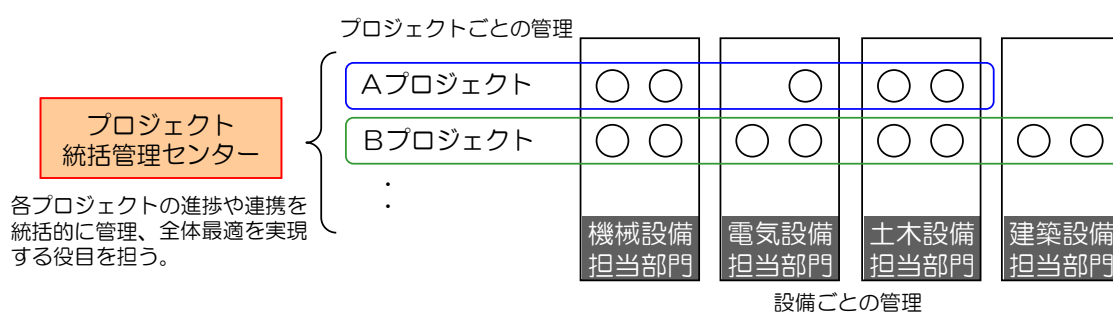 プロジェクトごとの管理
Aプロジェクト
プロジェクト
統括管理センター
Bプロジェクト
・
・
各プロジェクトの進捗や連携を
統括的に管理、全体最適を実現
する役目を担う。
機械設備
担当部門
電気設備
担当部門
土木設備
担当部門
建築設備
担当部門
設備ごとの管理